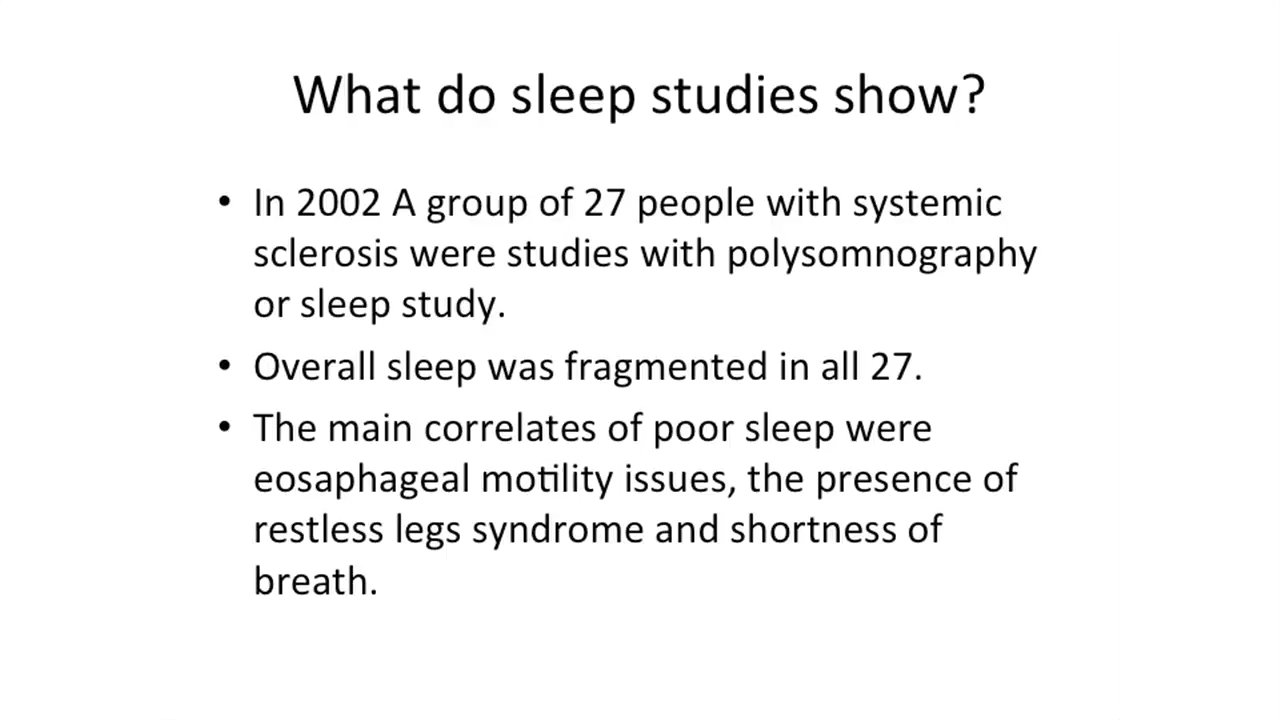 What do sleep studies show?
• In 2002 A group of 27 people with systemic
sclerosis were studies with polysomnography
or sleep study.
• Overall sleep was fragmented in all 27.
• The main correlates of poor sleep were
eosaphageal motility issues, the presence of
restless legs syndrome and shortness of
breath.